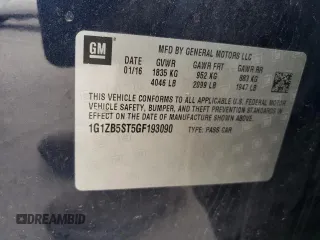 GM
MFD BY GENERAL MOTORS LLC
DATE GVWR GAWR FRT GAWR RR
01/16 1835 KG 952 KG 883 KG
4046 LB 2099 LB 1947 LB
THIS VEHICLE CONFORMS TO ALL APPLICABLE U.S. FEDERAL MOTOR VEHICLE
SAFETY, BUMPER, AND THEFT PREVENTION STANDARDS IN
EFFECT ON THE DATE OF MANUFACTURE SHOWN ABOVE.
1G1ZB5ST5GF193090 TYPE: PASS CAR
DREAMBID